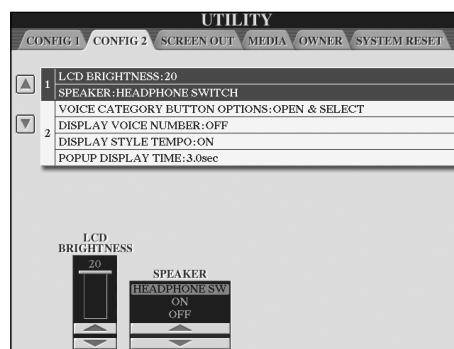 UTILITY
CONFIG 1 CONFIG 2 SCREEN OUT MEDIA OWNER SYSTEM RESET
1 LCD BRIGHTNESS:20
SPEAKER:HEADPHONE SWITCH
2 VOICE CATEGORY BUTTON OPTIONS:OPEN & SELECT
DISPLAY VOICE NUMBER:OFF
DISPLAY STYLE TEMPO:ON
POPUP DISPLAY TIME:3.0sec
LCD
BRIGHTNESS
20
SPEAKER
HEADPHONE SW
ON
OFF